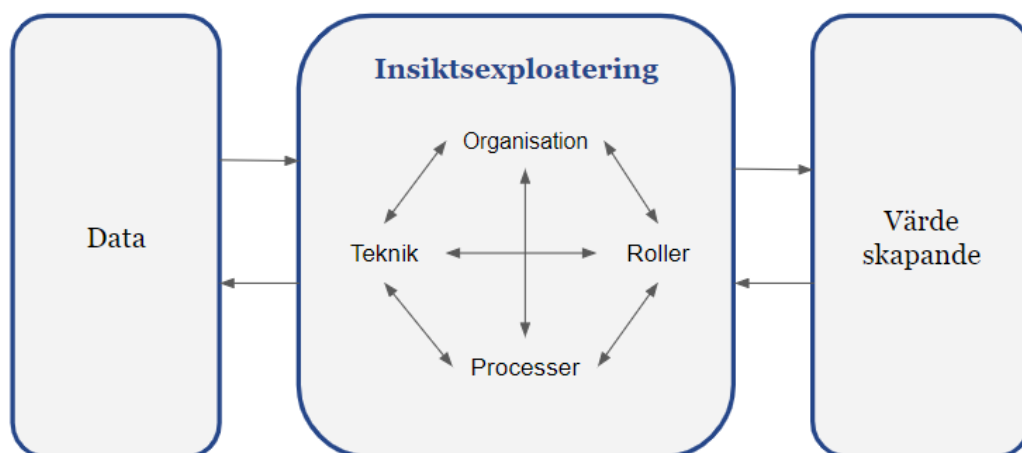 Insiktsexploatering
Organisation
Data
Teknik
Roller
Värde
skapande
Processer